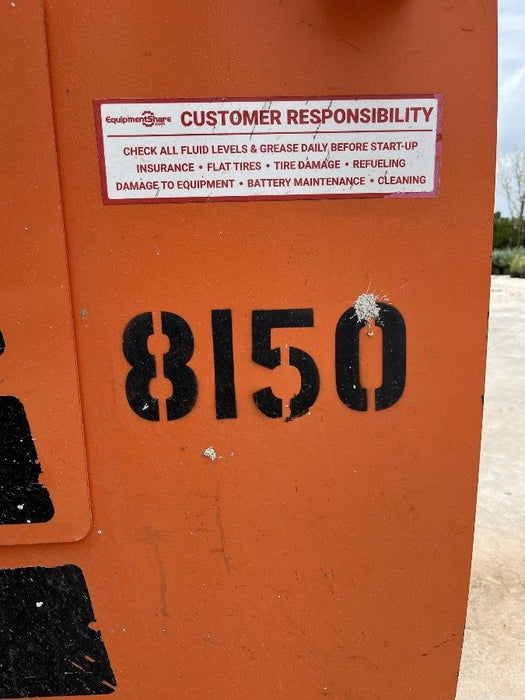 EquipmentShare .com CUSTOMER RESPONSIBILITY
CHECK ALL FLUID LEVELS & GREASE DAILY BEFORE START-UP
INSURANCE • FLAT TIRES • TIRE DAMAGE • REFUELING
DAMAGE TO EQUIPMENT • BATTERY MAINTENANCE • CLEANING
8150